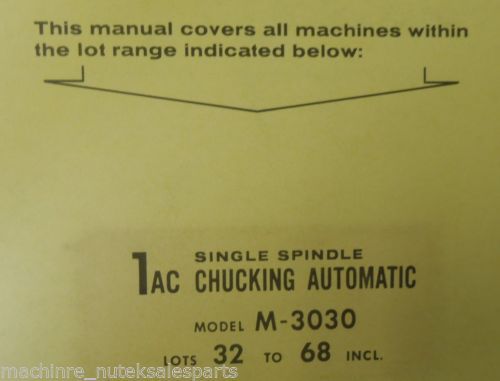 This manual covers all machines within
the lot range indicated below:
SINGLE SPINDLE
1AC CHUCKING AUTOMATIC
MODEL M-3030
LOTS 32 TO 68 INCL.
machinre_nuteksalesparts